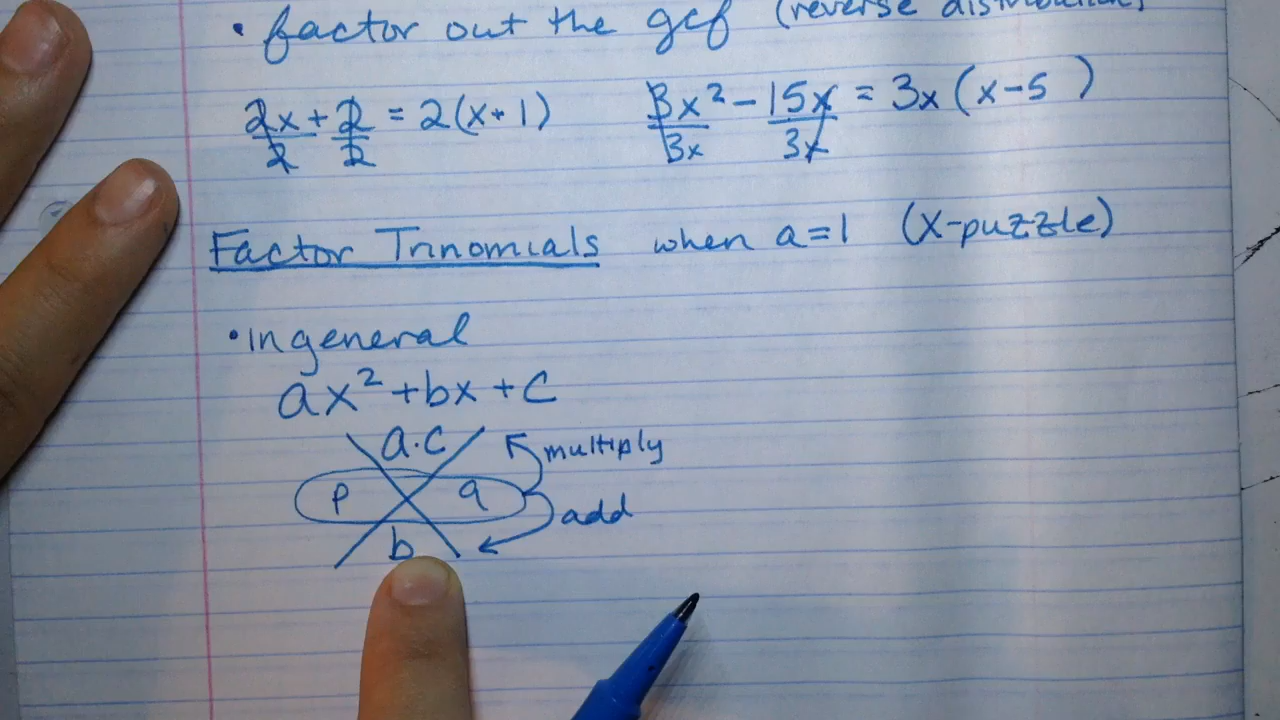 • factor out the gcf (reverse
2x + 2 = 2(x+1)
2 2
3x² - 15x = 3x(x-5 )
3x 3x
Factor Trinomials when a=1 (X-puzzle)
• in general
ax² + bx + c
a·c
multiply
p q
add
b